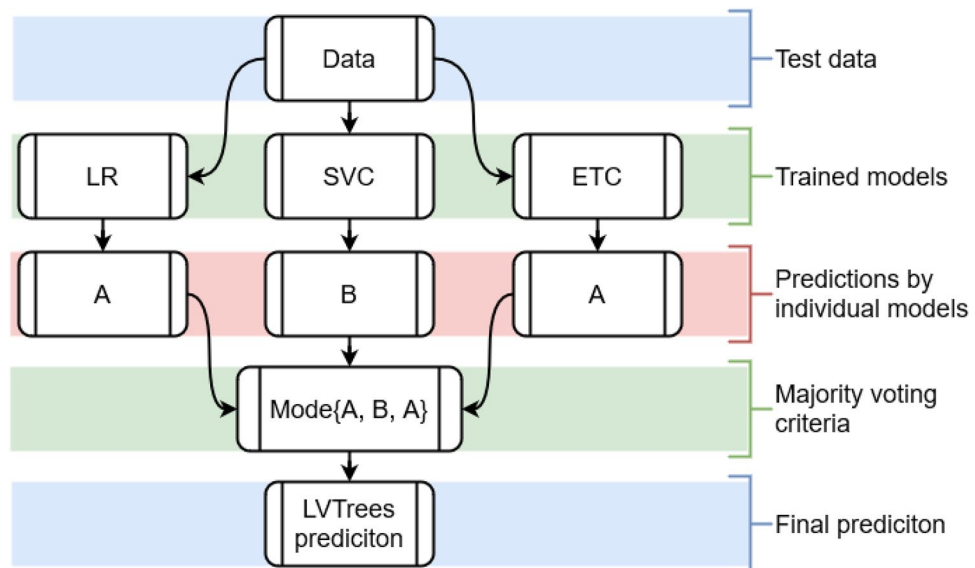 Data
Test data
LR
SVC
ETC
Trained models
A
B
A
Predictions by
individual models
Mode{A, B, A}
Majority voting
criteria
LVTrees
prediciton
Final prediciton